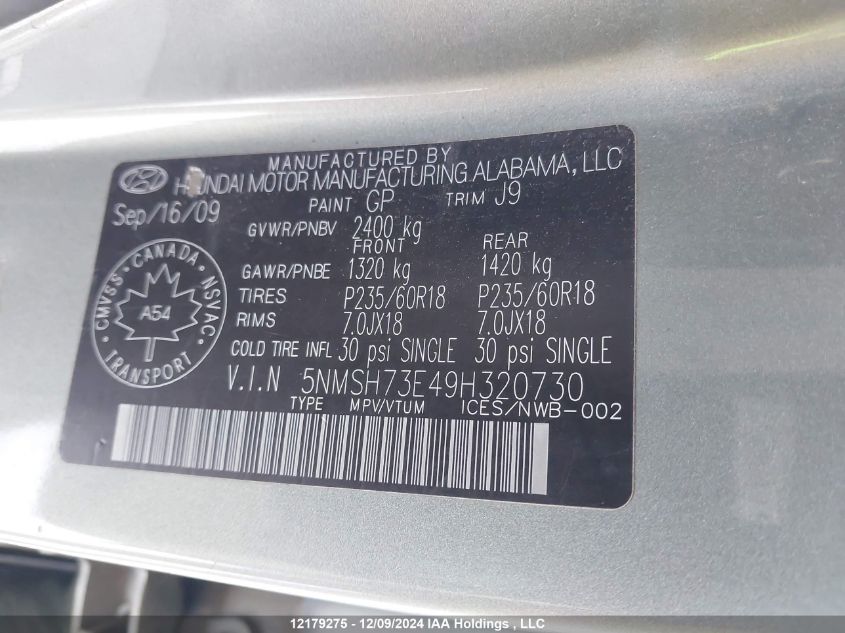 MANUFACTURED BY
HYUNDAI MOTOR MANUFACTURING ALABAMA, LLC
Sep/16/09 PAINT GP TRIM J9
GVWR/PNBV 2400 kg
FRONT REAR
GAWR/PNBE 1320 kg 1420 kg
TIRES P235/60R18 P235/60R18
RIMS 7.0JX18 7.0JX18
COLD TIRE INFL 30 psi SINGLE 30 psi SINGLE
CMVSS CANADA NSVAC
A54
TRANSPORT
V.I.N 5NMSH73E49H320730
TYPE MPV/VTUM ICES/NWB-002
12179275 - 12/09/2024 IAA Holdings , LLC